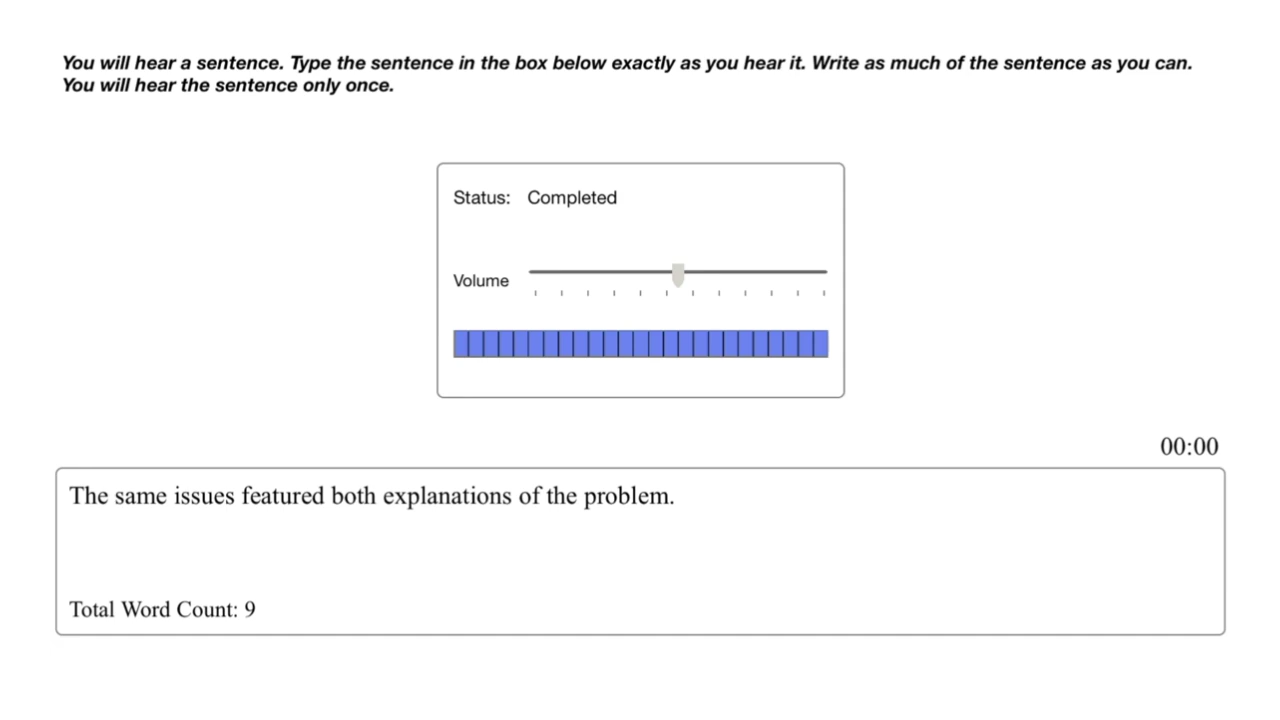 You will hear a sentence. Type the sentence in the box below exactly as you hear it. Write as much of the sentence as you can.
You will hear the sentence only once.
Status: Completed
Volume
00:00
The same issues featured both explanations of the problem.
Total Word Count: 9